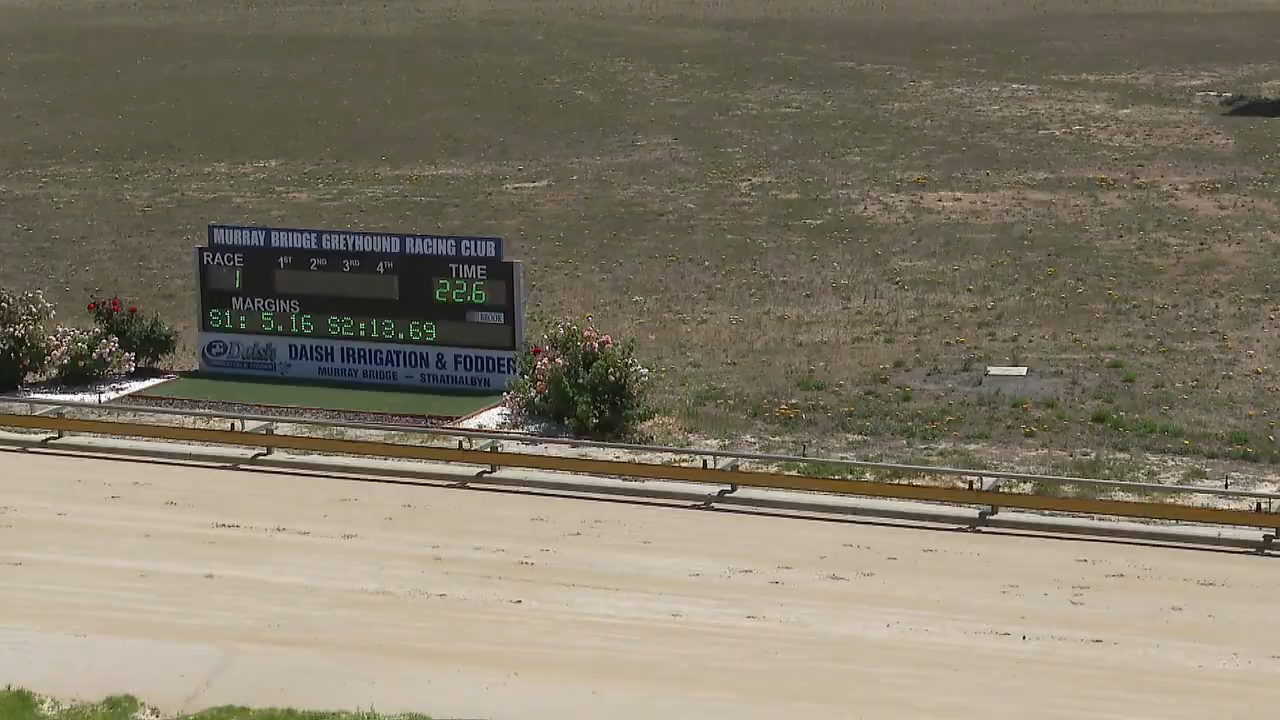 MURRAY BRIDGE GREYHOUND RACING CLUB
RACE 1ST 2ND 3RD 4TH TIME
1 22.6
MARGINS BROOK
S1: 5.16 S2:13.69
Daish DAISH IRRIGATION & FODDER
MURRAY BRIDGE — STRATHALBYN